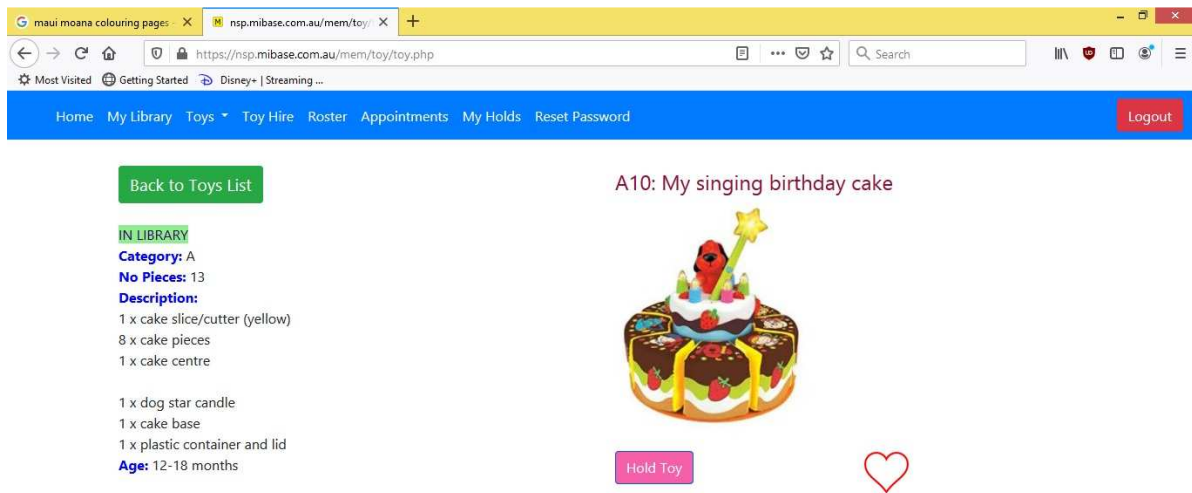 maui moana colouring pages -
nsp.mibase.com.au/mem/toy/
https://nsp.mibase.com.au/mem/toy/toy.php
Search
Most Visited
Getting Started
Disney+ | Streaming ...
Home
My Library
Toys
Toy Hire
Roster
Appointments
My Holds
Reset Password
Logout
Back to Toys List
IN LIBRARY
Category: A
No Pieces: 13
Description:
1 x cake slice/cutter (yellow)
8 x cake pieces
1 x cake centre
1 x dog star candle
1 x cake base
1 x plastic container and lid
Age: 12-18 months
A10: My singing birthday cake
Hold Toy